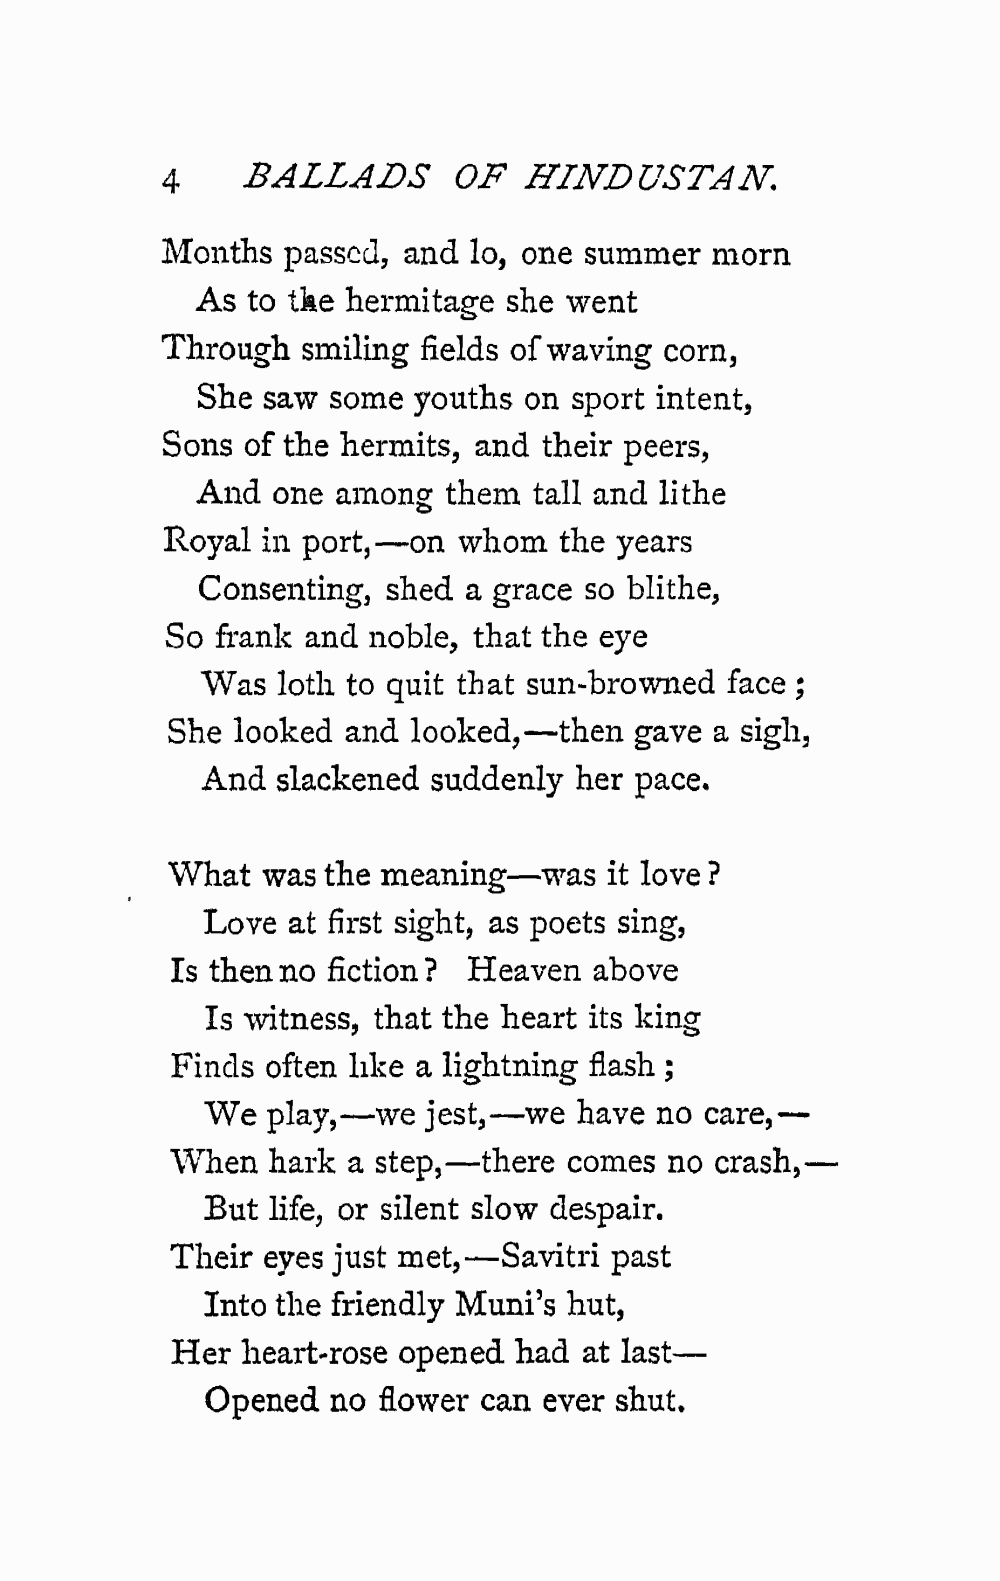 4 BALLADS OF HINDUSTAN.
Months passed, and lo, one summer morn
As to the hermitage she went
Through smiling fields of waving corn,
She saw some youths on sport intent,
Sons of the hermits, and their peers,
And one among them tall and lithe
Royal in port,—on whom the years
Consenting, shed a grace so blithe,
So frank and noble, that the eye
Was loth to quit that sun-browned face ;
She looked and looked,—then gave a sigh,
And slackened suddenly her pace.
What was the meaning—was it love ?
Love at first sight, as poets sing,
Is then no fiction ? Heaven above
Is witness, that the heart its king
Finds often like a lightning flash ;
We play,—we jest,—we have no care,—
When hark a step,—there comes no crash,—
But life, or silent slow despair.
Their eyes just met,—Savitri past
Into the friendly Muni's hut,
Her heart-rose opened had at last—
Opened no flower can ever shut.